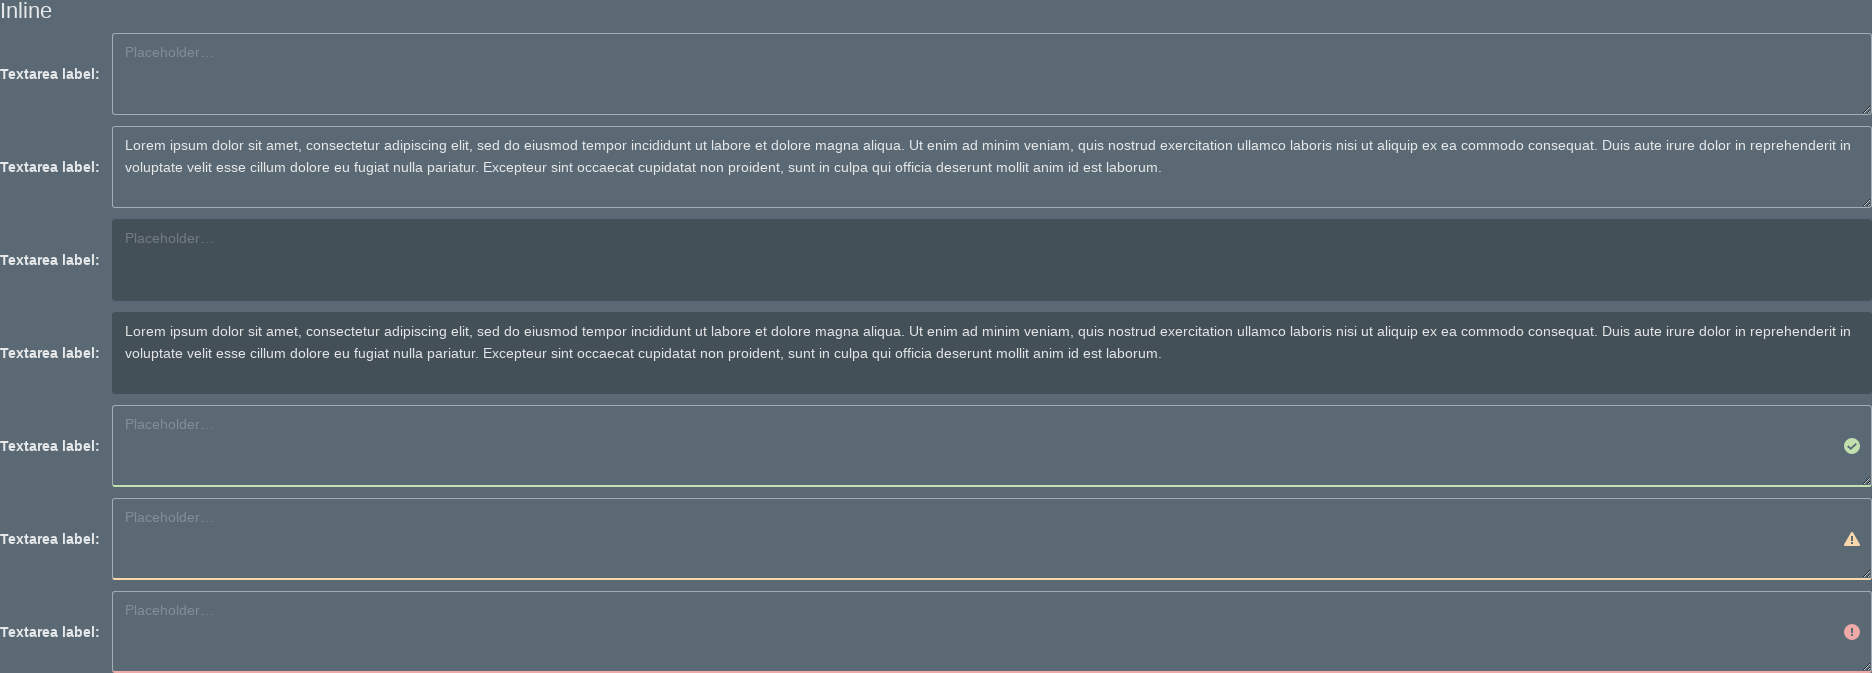 Inline
Textarea label:
Placeholder…
Textarea label:
Lorem ipsum dolor sit amet, consectetur adipiscing elit, sed do eiusmod tempor incididunt ut labore et dolore magna aliqua. Ut enim ad minim veniam, quis nostrud exercitation ullamco laboris nisi ut aliquip ex ea commodo consequat. Duis aute irure dolor in reprehenderit in
voluptate velit esse cillum dolore eu fugiat nulla pariatur. Excepteur sint occaecat cupidatat non proident, sunt in culpa qui officia deserunt mollit anim id est laborum.
Textarea label:
Placeholder…
Textarea label:
Lorem ipsum dolor sit amet, consectetur adipiscing elit, sed do eiusmod tempor incididunt ut labore et dolore magna aliqua. Ut enim ad minim veniam, quis nostrud exercitation ullamco laboris nisi ut aliquip ex ea commodo consequat. Duis aute irure dolor in reprehenderit in
voluptate velit esse cillum dolore eu fugiat nulla pariatur. Excepteur sint occaecat cupidatat non proident, sunt in culpa qui officia deserunt mollit anim id est laborum.
Textarea label:
Placeholder…
Textarea label:
Placeholder…
Textarea label:
Placeholder…